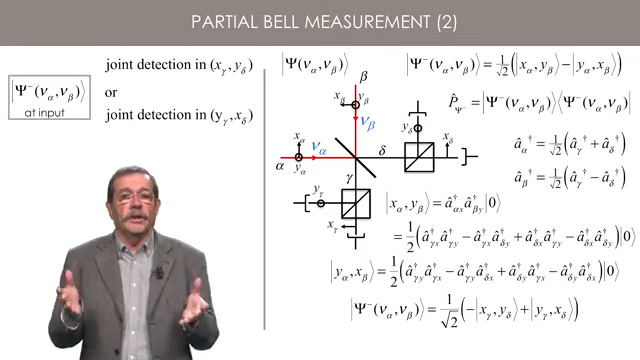 PARTIAL BELL MEASUREMENT (2)
joint detection in (x_γ, y_δ)
|Ψ⁻(ν_α, ν_β)⟩
at input
or
joint detection in (y_γ, x_δ)
|Ψ(ν_α, ν_β)⟩
β
x_β y_β
ν_β
x_α
ν_α
α
y_α
y_δ
x_δ
δ
γ
y_γ
x_γ
|Ψ⁻(ν_α, ν_β)⟩ = 1/√2 (|x_α, y_β⟩ − |y_α, x_β⟩)
P̂_Ψ⁻ = |Ψ⁻(ν_α, ν_β)⟩⟨Ψ⁻(ν_α, ν_β)|
â_α† = 1/√2 (â_γ† + â_δ†)
â_β† = 1/√2 (â_γ† − â_δ†)
|x_α, y_β⟩ = â_αx† â_βy† |0⟩
= 1/2 (â_γx† â_γy† − â_γx† â_δy† + â_δx† â_γy† − â_δx† â_δy†)|0⟩
|y_α, x_β⟩ = 1/2 (â_γy† â_γx† − â_γy† â_δx† + â_δy† â_γx† − â_δy† â_δx†)|0⟩
|Ψ⁻(ν_α, ν_β)⟩ = 1/√2 (−|x_γ, y_δ⟩ + |y_γ, x_δ⟩)